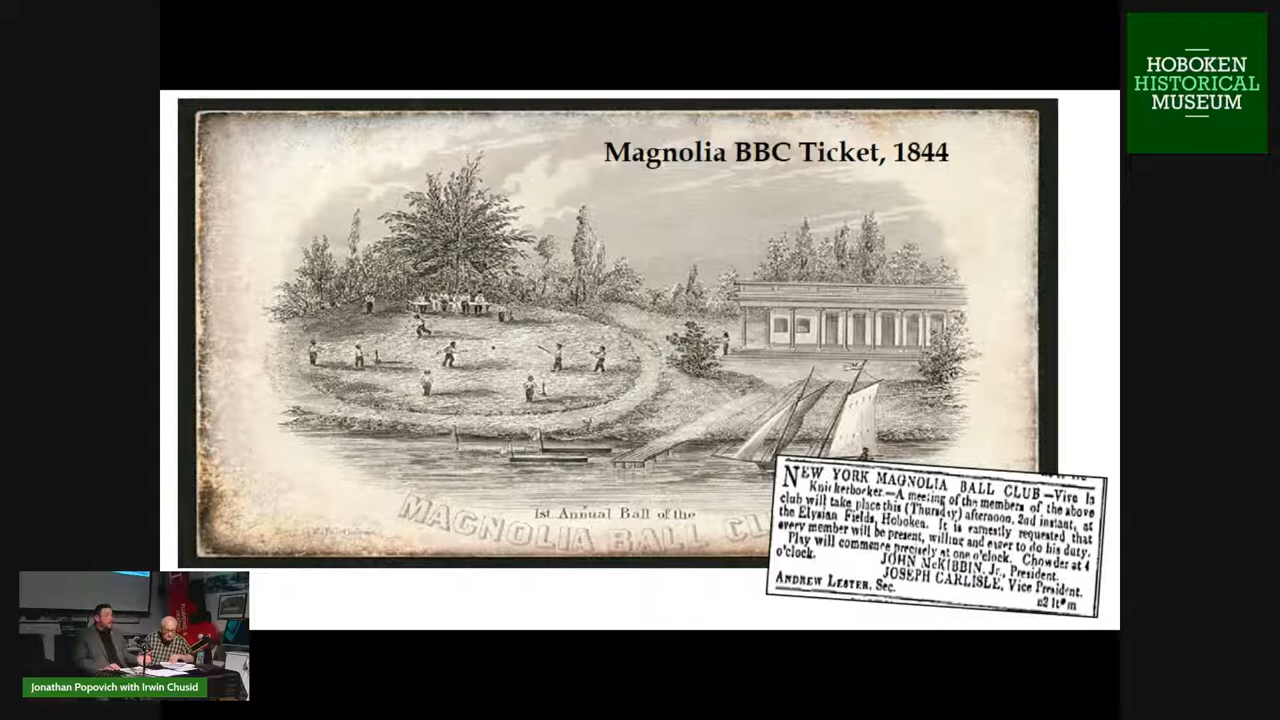 HOBOKEN
HISTORICAL
MUSEUM
Magnolia BBC Ticket, 1844
1st Annual Ball of the
MAGNOLIA BALL CL
NEW YORK MAGNOLIA BALL CLUB—Vive la
Knickerbocker.—A meeting of the members of the above
club will take place this (Thursday) afternoon, 2nd instant, at
the Elysian Fields, Hoboken. It is earnestly requested that
every member will be present, willing and eager to do his duty.
Play will commence precisely at one o'clock. Chowder at 4
o'clock.
JOHN McKIBBIN, Jr., President.
JOSEPH CARLISLE, Vice President.
ANDREW LESTER, Sec.
n2 1t*m
Jonathan Popovich with Irwin Chusid